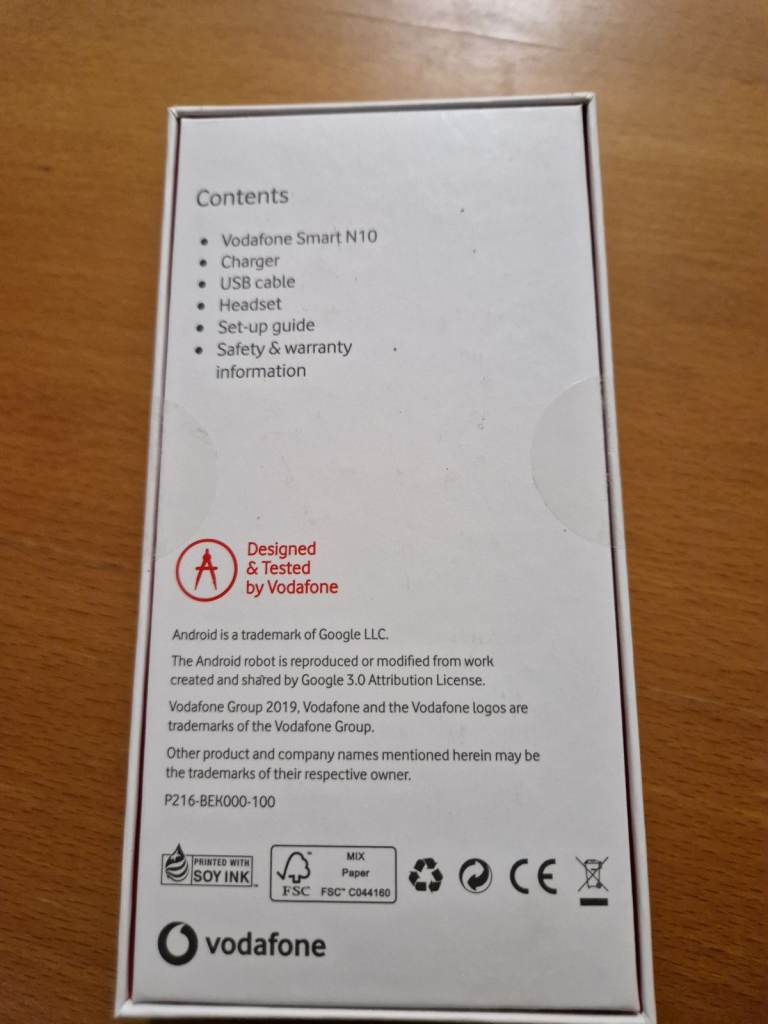 Contents
• Vodafone Smart N10
• Charger
• USB cable
• Headset
• Set-up guide
• Safety & warranty
information
Designed
& Tested
by Vodafone
Android is a trademark of Google LLC.
The Android robot is reproduced or modified from work
created and shared by Google 3.0 Attribution License.
Vodafone Group 2019, Vodafone and the Vodafone logos are
trademarks of the Vodafone Group.
Other product and company names mentioned herein may be
the trademarks of their respective owner.
P216-BEK000-100
PRINTED WITH
SOY INK™
FSC™
MIX
Paper
FSC™ C044160
CE
vodafone